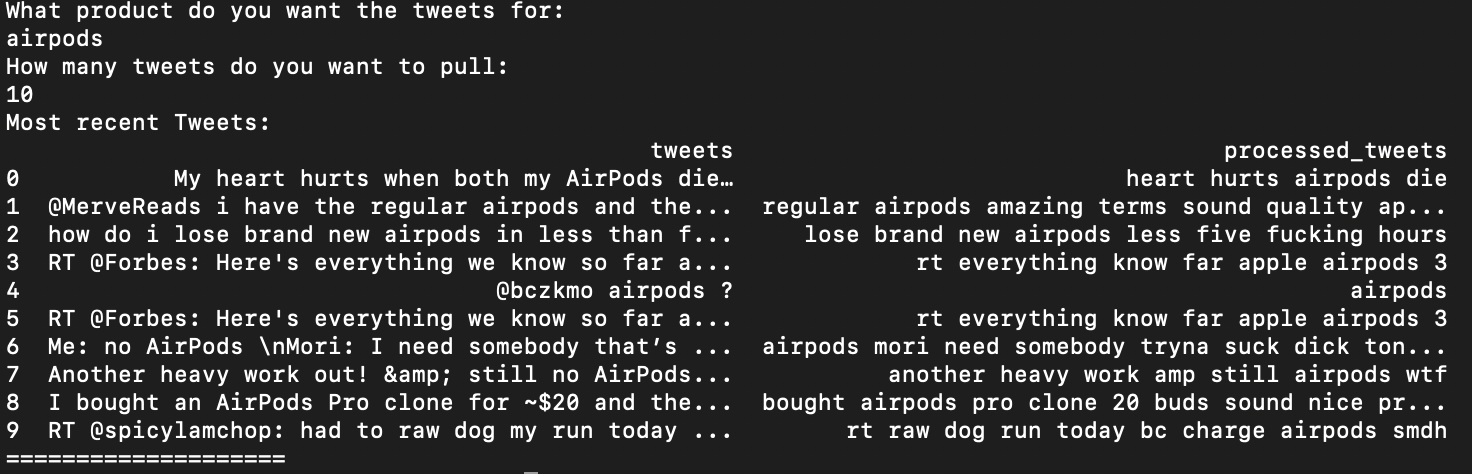 What product do you want the tweets for:
airpods
How many tweets do you want to pull:
10
Most recent Tweets:
tweets processed_tweets
0 My heart hurts when both my AirPods die… heart hurts airpods die
1 @MerveReads i have the regular airpods and the... regular airpods amazing terms sound quality ap...
2 how do i lose brand new airpods in less than f... lose brand new airpods less five fucking hours
3 RT @Forbes: Here's everything we know so far a... rt everything know far apple airpods 3
4 @bczkmo airpods ? airpods
5 RT @Forbes: Here's everything we know so far a... rt everything know far apple airpods 3
6 Me: no AirPods \nMori: I need somebody that’s ... airpods mori need somebody tryna suck dick ton...
7 Another heavy work out! &amp; still no AirPods... another heavy work amp still airpods wtf
8 I bought an AirPods Pro clone for ~$20 and the... bought airpods pro clone 20 buds sound nice pr...
9 RT @spicylamchop: had to raw dog my run today ... rt raw dog run today bc charge airpods smdh
====================